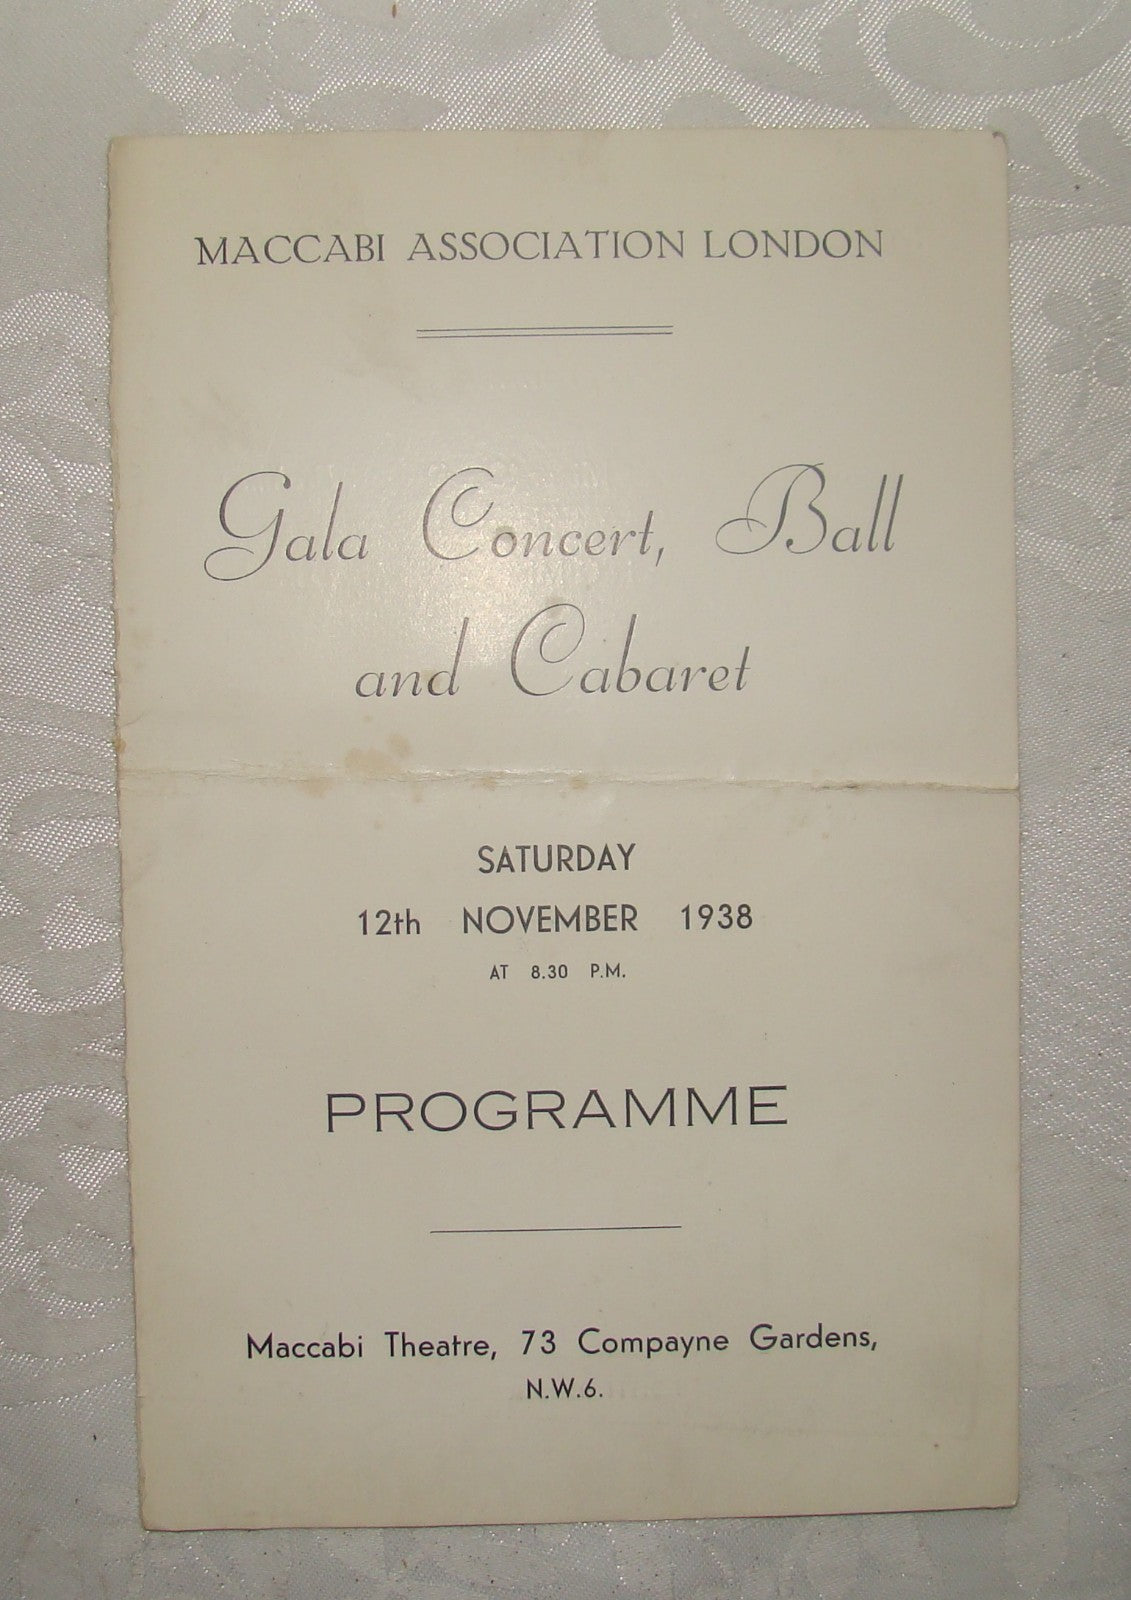 MACCABI ASSOCIATION LONDON
Gala Concert, Ball
and Cabaret
SATURDAY
12th NOVEMBER 1938
AT 8.30 P.M.
PROGRAMME
Maccabi Theatre, 73 Compayne Gardens,
N.W.6.